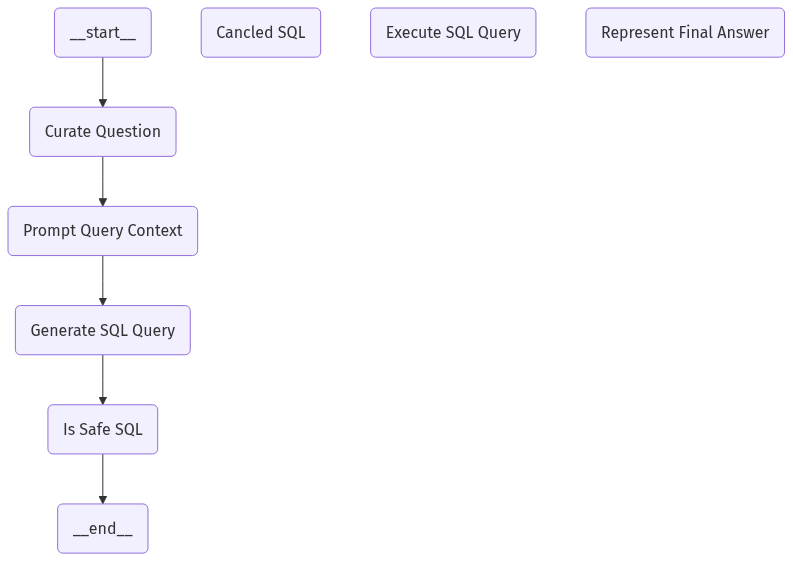 __start__
Cancled SQL
Execute SQL Query
Represent Final Answer
Curate Question
Prompt Query Context
Generate SQL Query
Is Safe SQL
__end__